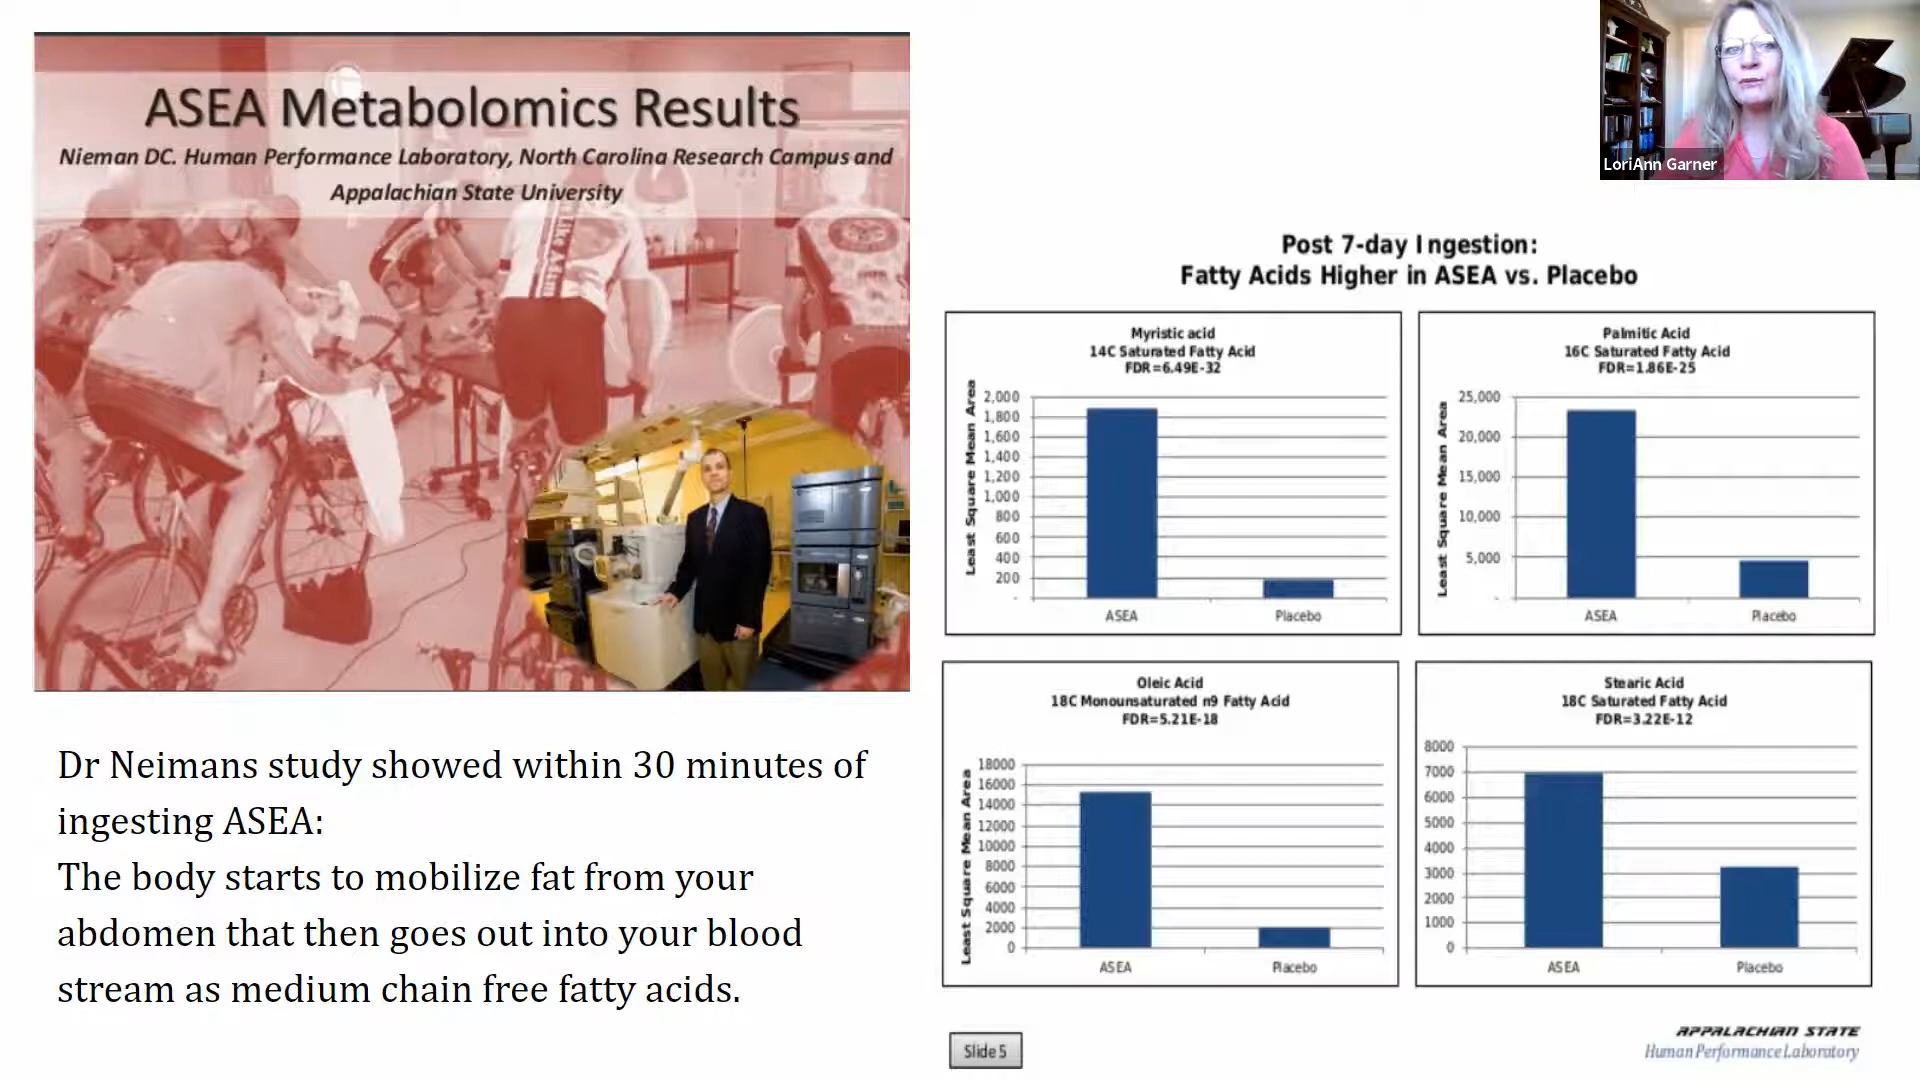 ASEA Metabolomics Results
Nieman DC. Human Performance Laboratory, North Carolina Research Campus and
Appalachian State University
Dr Neimans study showed within 30 minutes of
ingesting ASEA:
The body starts to mobilize fat from your
abdomen that then goes out into your blood
stream as medium chain free fatty acids.
LoriAnn Garner
Post 7-day Ingestion:
Fatty Acids Higher in ASEA vs. Placebo
Myristic acid
14C Saturated Fatty Acid
FDR=6.49E-32
Least Square Mean Area
2,000
1,800
1,600
1,400
1,200
1,000
800
600
400
200
-
ASEA Placebo
Palmitic Acid
16C Saturated Fatty Acid
FDR=1.86E-25
Least Square Mean Area
25,000
20,000
15,000
10,000
5,000
-
ASEA Placebo
Oleic Acid
18C Monounsaturated n9 Fatty Acid
FDR=5.21E-18
Least Square Mean Area
18000
16000
14000
12000
10000
8000
6000
4000
2000
0
ASEA Placebo
Stearic Acid
18C Saturated Fatty Acid
FDR=3.22E-12
8000
7000
6000
5000
4000
3000
2000
1000
0
ASEA Placebo
Slide 5
APPALACHIAN STATE
Human Performance Laboratory